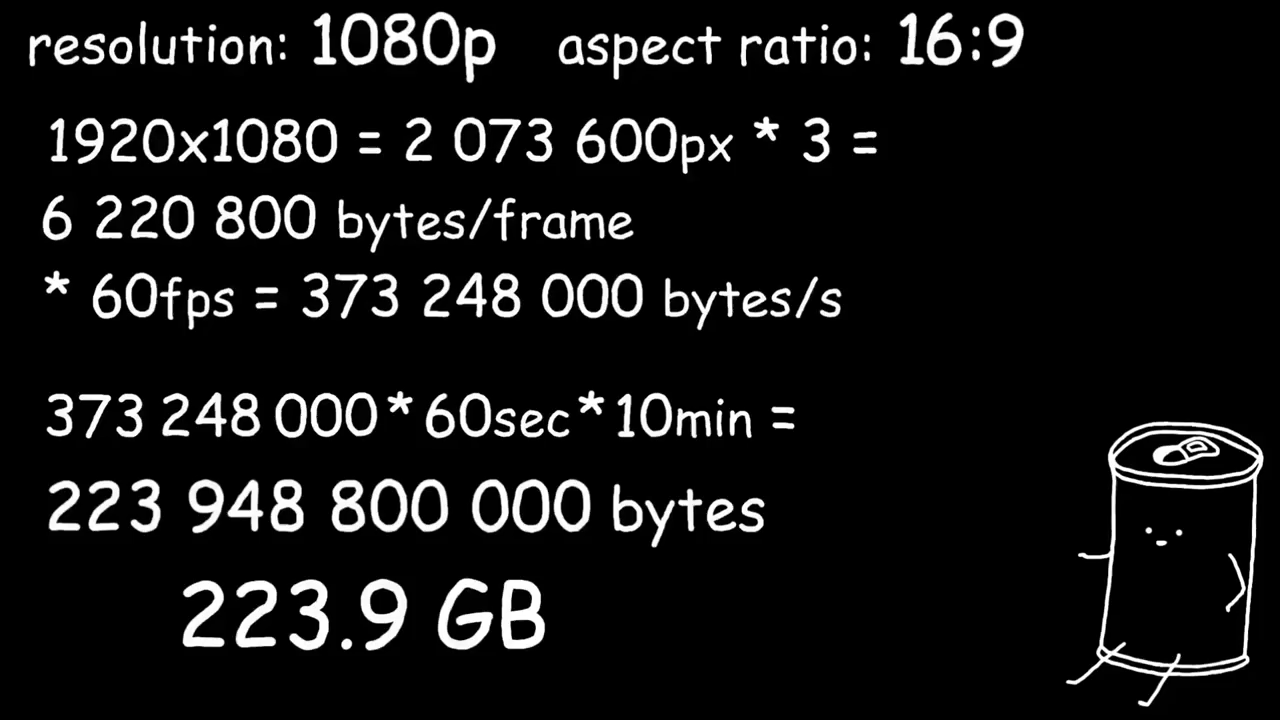 resolution: 1080p aspect ratio: 16:9
1920x1080 = 2 073 600px * 3 =
6 220 800 bytes/frame
* 60fps = 373 248 000 bytes/s
373 248 000*60sec*10min =
223 948 800 000 bytes
223.9 GB